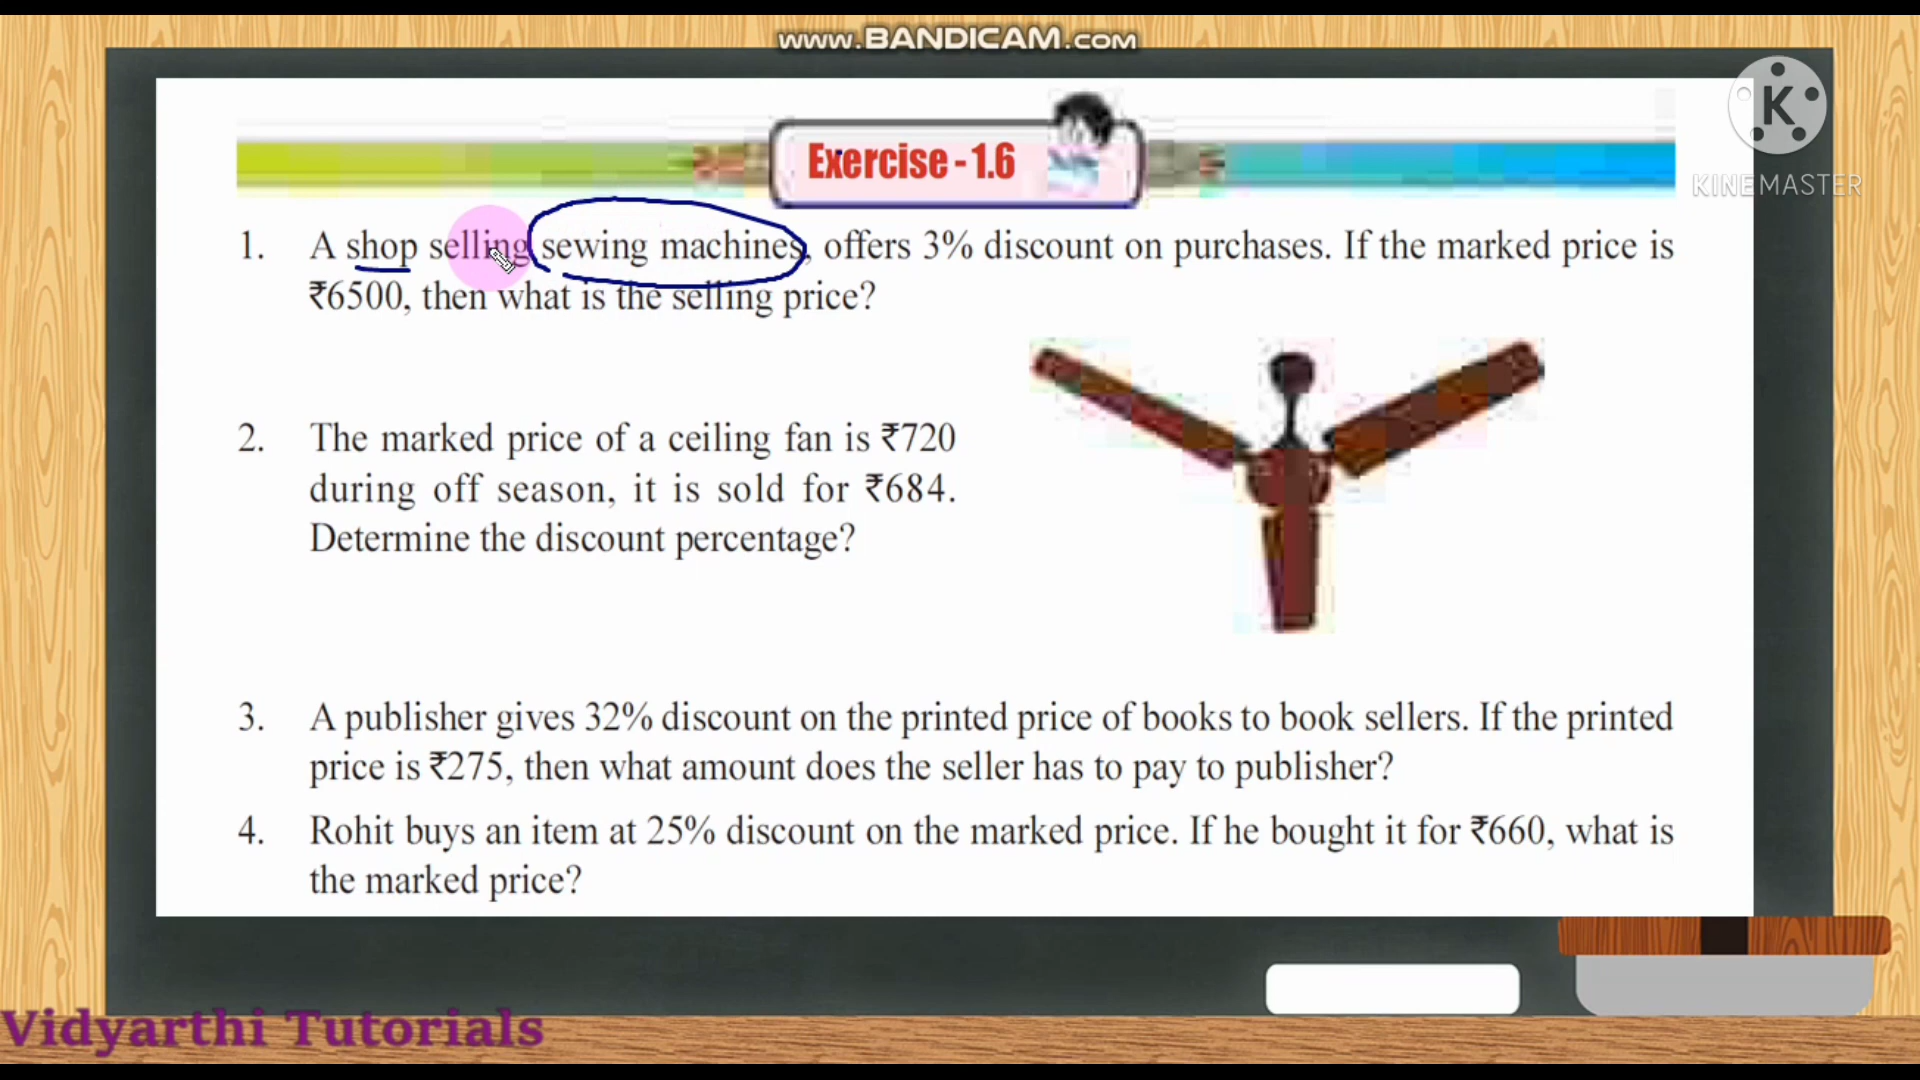 www.BANDICAM.com
K
KINEMASTER
Exercise - 1.6
1. A shop selling sewing machines, offers 3% discount on purchases. If the marked price is
₹6500, then what is the selling price?
2. The marked price of a ceiling fan is ₹720
during off season, it is sold for ₹684.
Determine the discount percentage?
3. A publisher gives 32% discount on the printed price of books to book sellers. If the printed
price is ₹275, then what amount does the seller has to pay to publisher?
4. Rohit buys an item at 25% discount on the marked price. If he bought it for ₹660, what is
the marked price?
Vidyarthi Tutorials